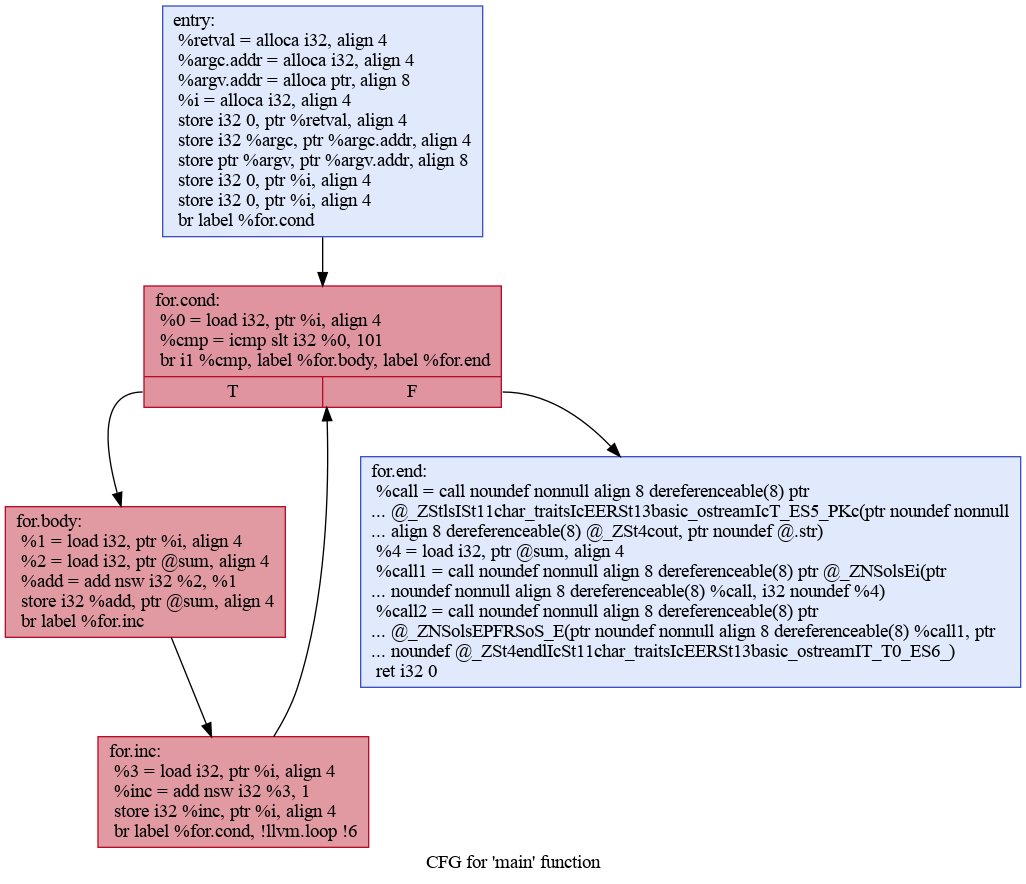 entry:
%retval = alloca i32, align 4
%argc.addr = alloca i32, align 4
%argv.addr = alloca ptr, align 8
%i = alloca i32, align 4
store i32 0, ptr %retval, align 4
store i32 %argc, ptr %argc.addr, align 4
store ptr %argv, ptr %argv.addr, align 8
store i32 0, ptr %i, align 4
store i32 0, ptr %i, align 4
br label %for.cond
for.cond:
%0 = load i32, ptr %i, align 4
%cmp = icmp slt i32 %0, 101
br i1 %cmp, label %for.body, label %for.end
T F
for.body:
%1 = load i32, ptr %i, align 4
%2 = load i32, ptr @sum, align 4
%add = add nsw i32 %2, %1
store i32 %add, ptr @sum, align 4
br label %for.inc
for.end:
%call = call noundef nonnull align 8 dereferenceable(8) ptr
... @_ZStlsISt11char_traitsIcEERSt13basic_ostreamIcT_ES5_PKc(ptr noundef nonnull
... align 8 dereferenceable(8) @_ZSt4cout, ptr noundef @.str)
%4 = load i32, ptr @sum, align 4
%call1 = call noundef nonnull align 8 dereferenceable(8) ptr @_ZNSolsEi(ptr
... noundef nonnull align 8 dereferenceable(8) %call, i32 noundef %4)
%call2 = call noundef nonnull align 8 dereferenceable(8) ptr
... @_ZNSolsEPFRSoS_E(ptr noundef nonnull align 8 dereferenceable(8) %call1, ptr
... noundef @_ZSt4endlIcSt11char_traitsIcEERSt13basic_ostreamIT_T0_ES6_)
ret i32 0
for.inc:
%3 = load i32, ptr %i, align 4
%inc = add nsw i32 %3, 1
store i32 %inc, ptr %i, align 4
br label %for.cond, !llvm.loop !6
CFG for 'main' function